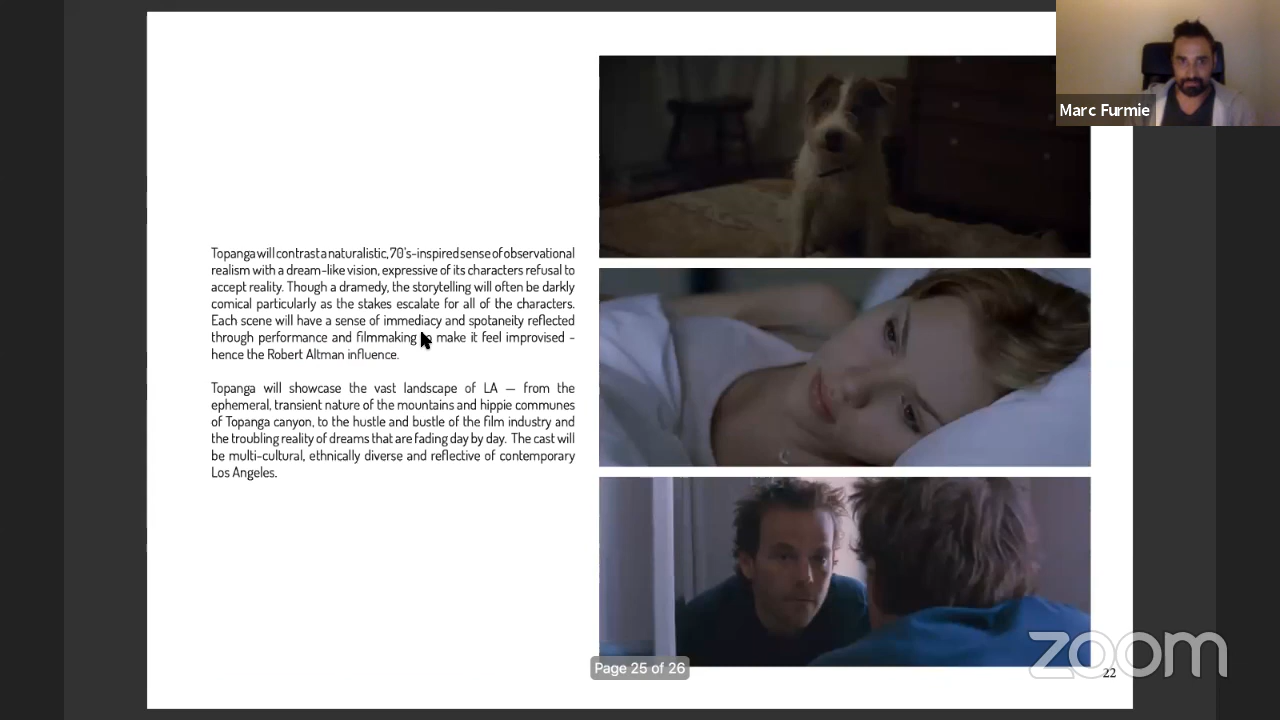 Marc Furmie
Topanga will contrast a naturalistic, 70's-inspired sense of observational
realism with a dream-like vision, expressive of its characters refusal to
accept reality. Though a dramedy, the storytelling will often be darkly
comical particularly as the stakes escalate for all of the characters.
Each scene will have a sense of immediacy and spotaneity reflected
through performance and filmmaking make it feel improvised -
hence the Robert Altman influence.
Topanga will showcase the vast landscape of LA — from the
ephemeral, transient nature of the mountains and hippie communes
of Topanga canyon, to the hustle and bustle of the film industry and
the troubling reality of dreams that are fading day by day. The cast will
be multi-cultural, ethnically diverse and reflective of contemporary
Los Angeles.
Page 25 of 26
zoom
22